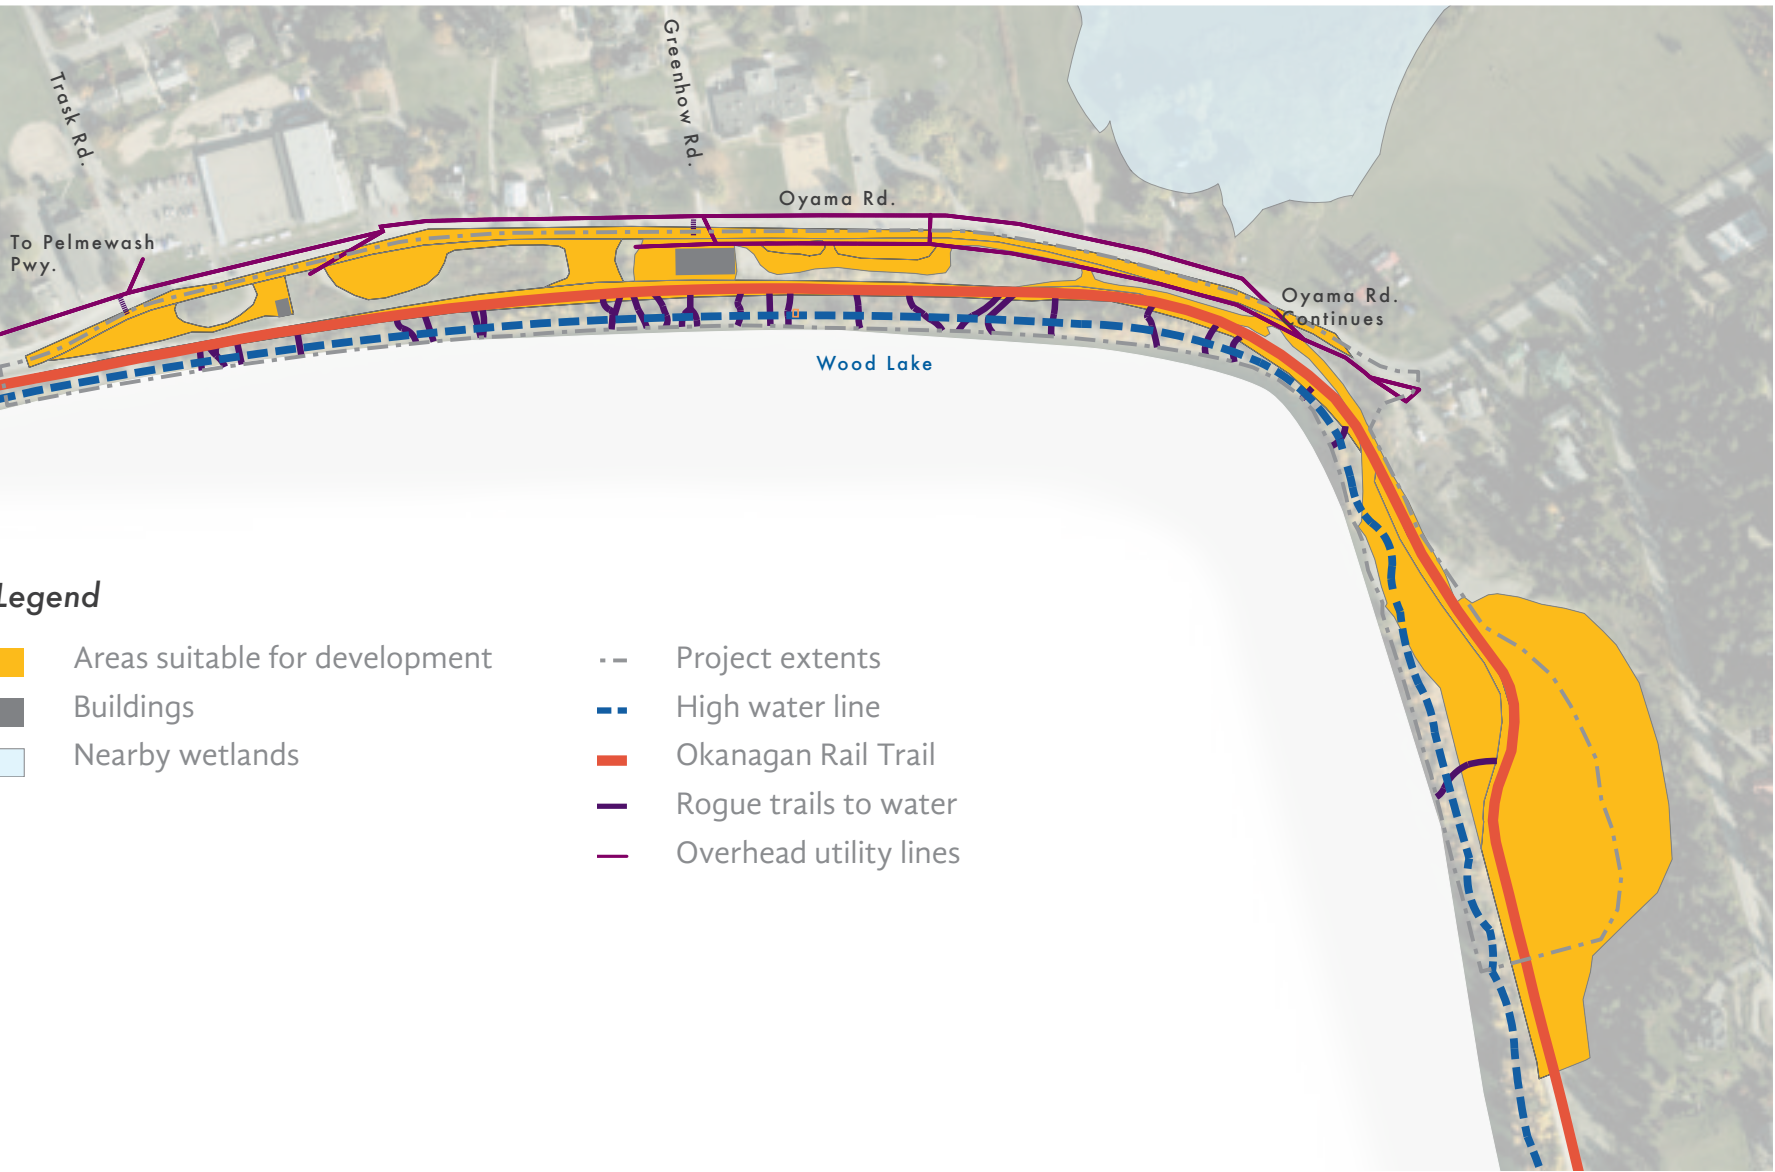 Trask Rd.
Greenhow Rd.
Oyama Rd.
To Pelmewash
Pwy.
Oyama Rd.
Continues
Wood Lake
Legend
Areas suitable for development
Buildings
Nearby wetlands
Project extents
High water line
Okanagan Rail Trail
Rogue trails to water
Overhead utility lines